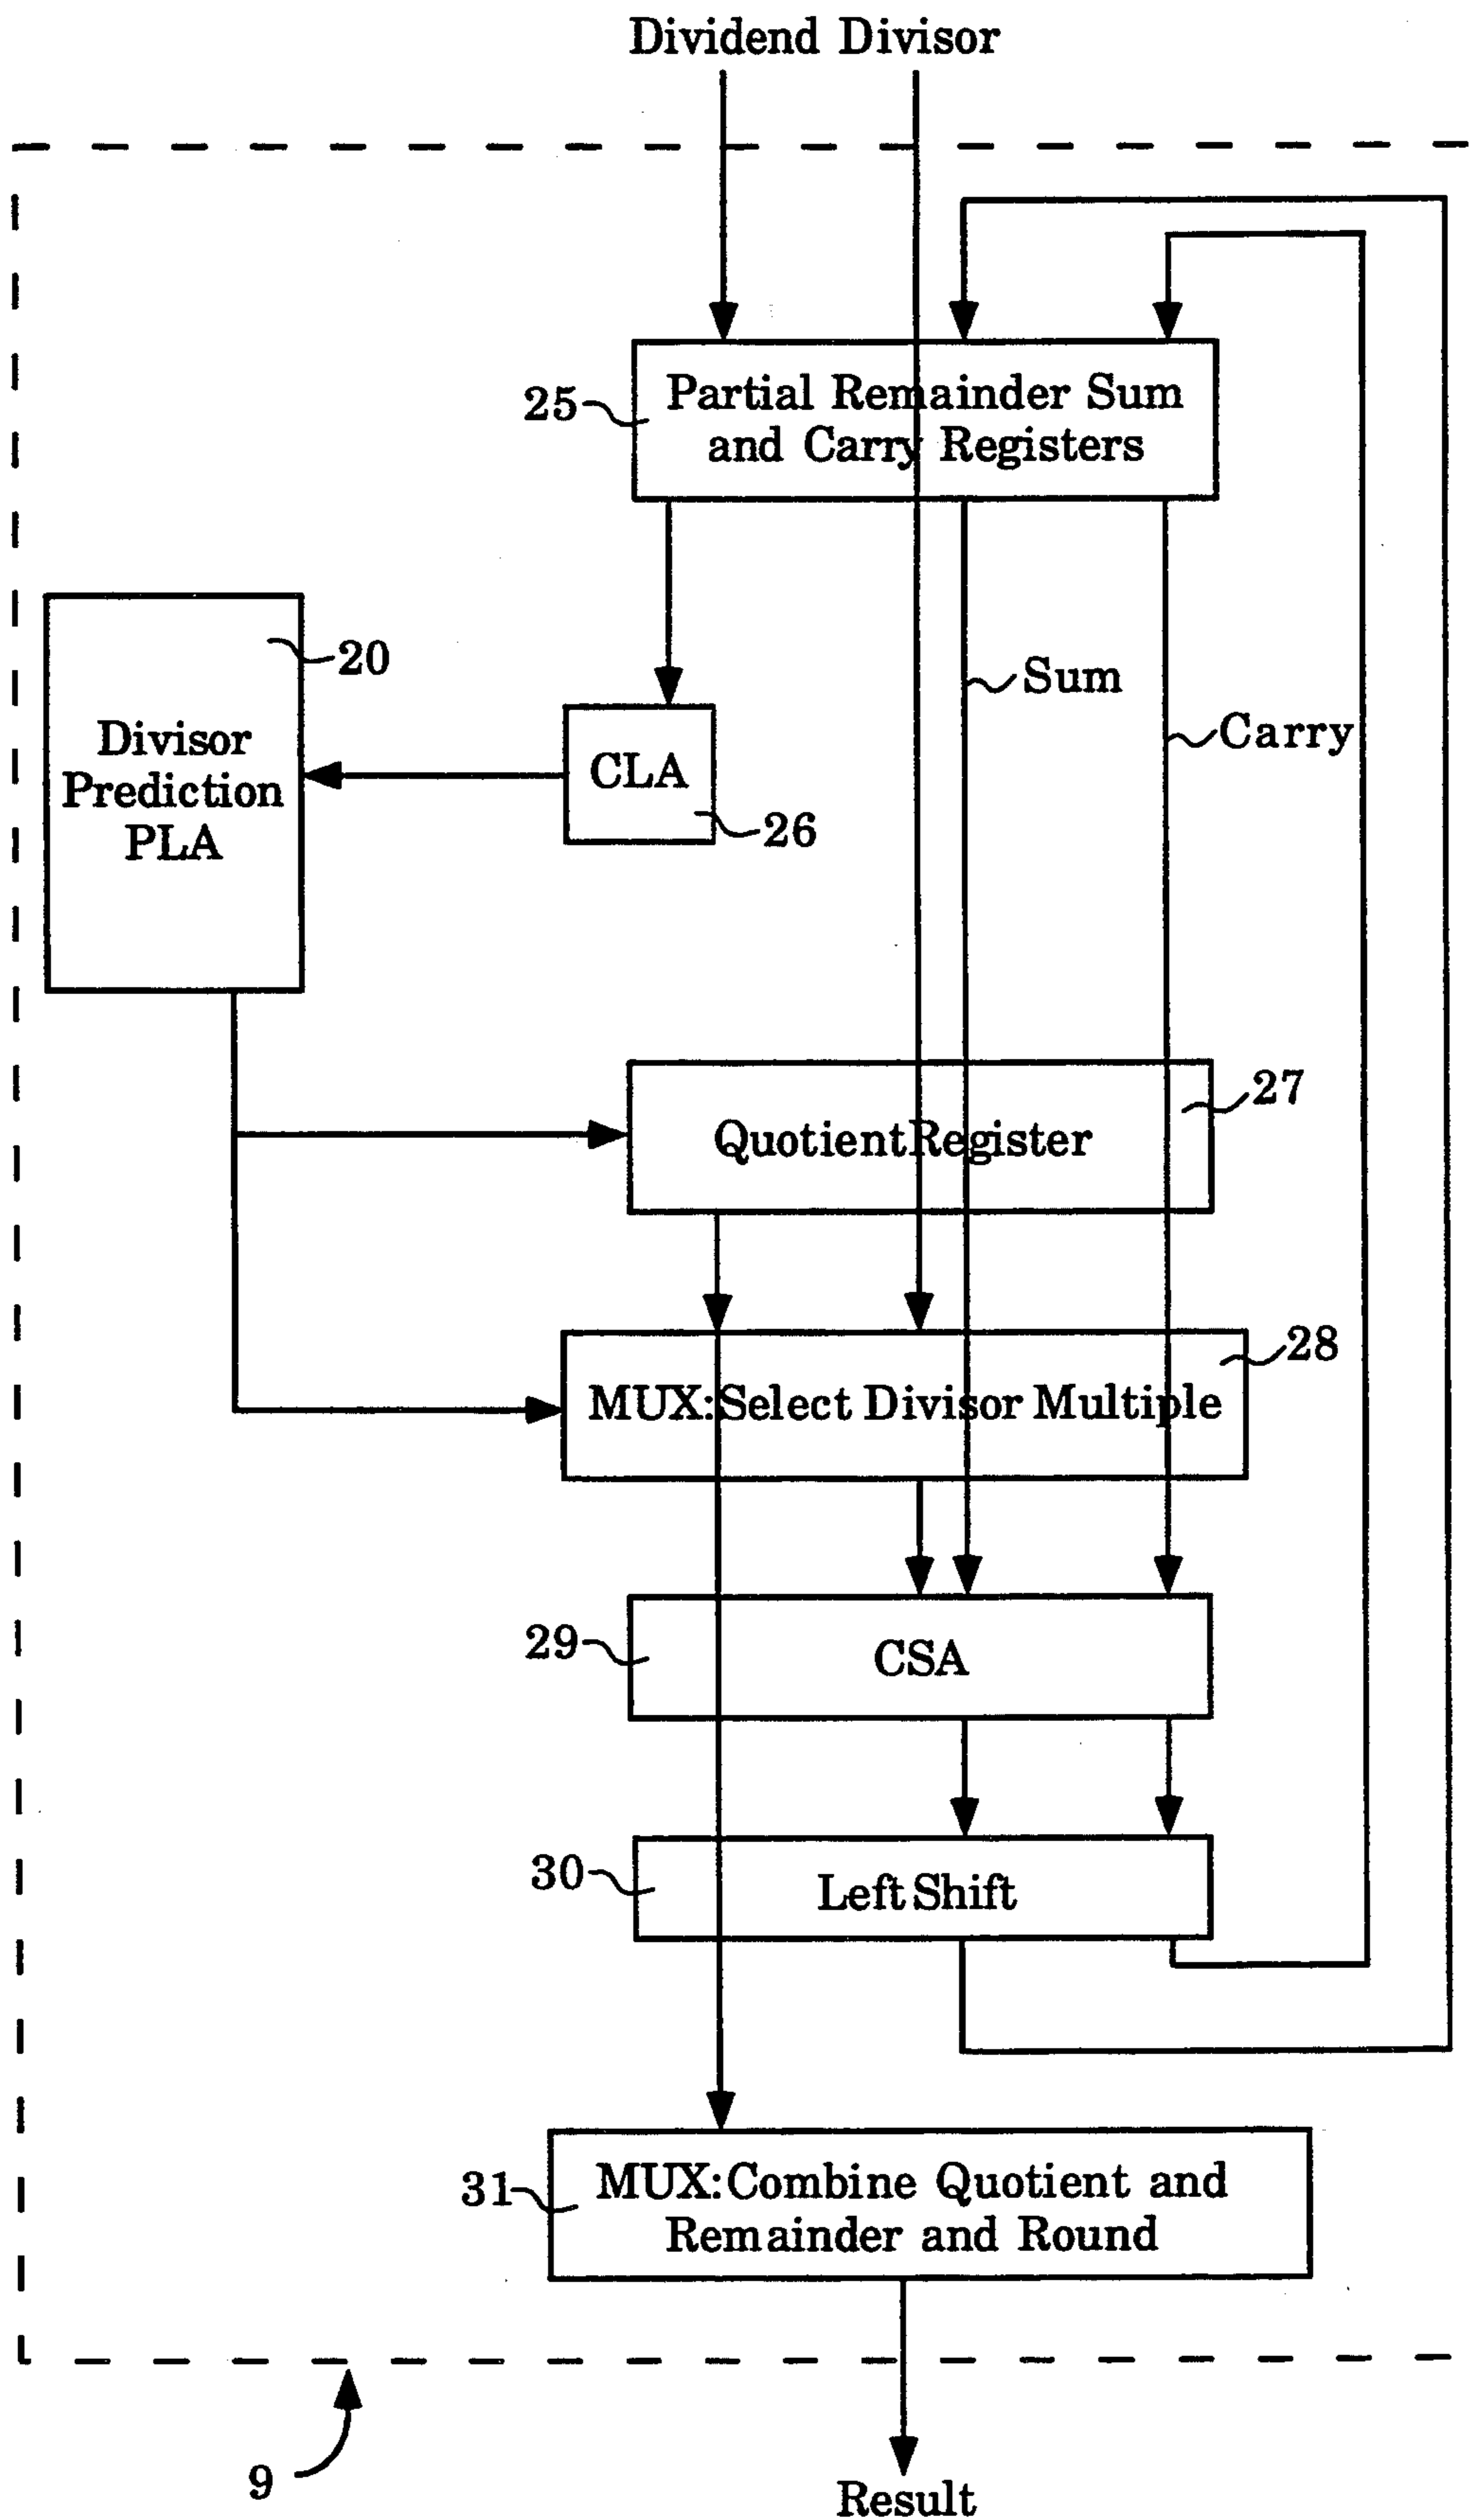 Dividend Divisor
25
Partial Remainder Sum
and Carry Registers
20
Sum
Carry
Divisor
Prediction
PLA
CLA
26
27
Quotient Register
28
MUX: Select Divisor Multiple
29
CSA
30
Left Shift
31
MUX: Combine Quotient and
Remainder and Round
9
Result